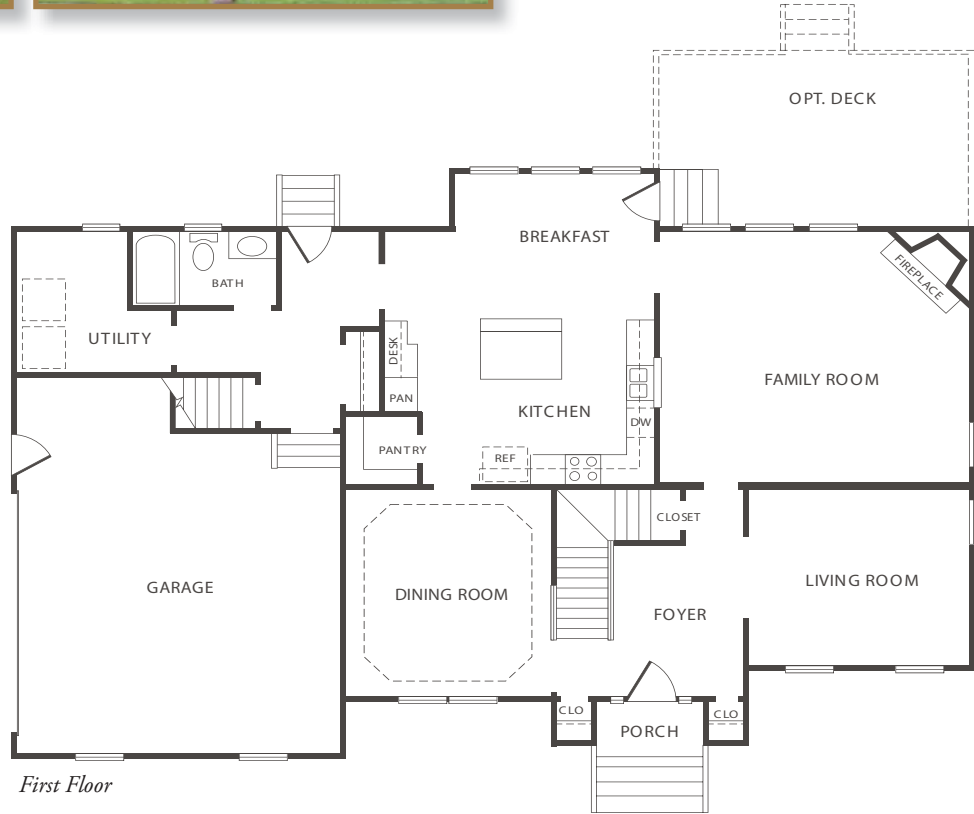 OPT. DECK
BREAKFAST
FIREPLACE
BATH
UTILITY
DESK
FAMILY ROOM
PAN
KITCHEN
DW
PANTRY
REF
CLOSET
GARAGE
DINING ROOM
LIVING ROOM
FOYER
CLO
CLO
PORCH
First Floor